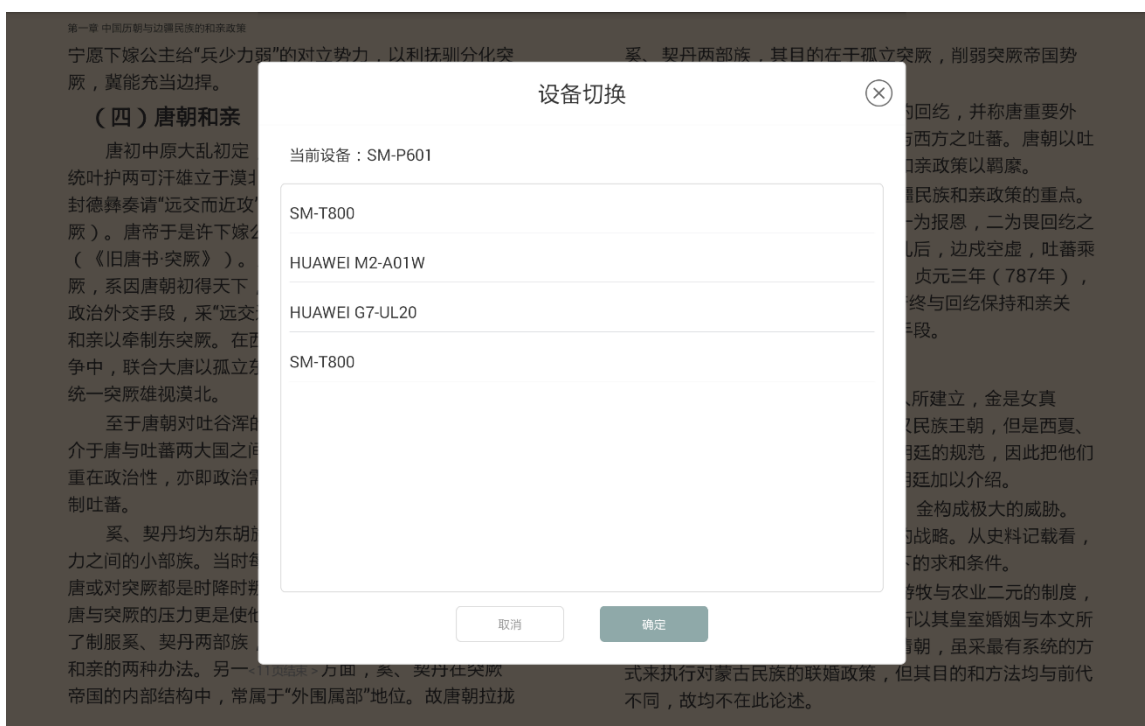 第一章 中国历朝与边疆民族的和亲政策
宁愿下嫁公主给“兵少力弱”的对立势力，以利抚驯分化突
厥，冀能充当边捍。
（四）唐朝和亲
唐初中原大乱初定
统叶护两可汗雄立于漠
封德彝奏请“远交而近攻
厥）。唐帝于是许下嫁
（《旧唐书·突厥》）。
厥，系因唐朝初得天下
政治外交手段，采“远交
和亲以牵制东突厥。在
争中，联合大唐以孤立
统一突厥雄视漠北。
至于唐朝对吐谷浑的
介于唐与吐蕃两大国之间
重在政治性，亦即政治
制吐蕃。
奚、契丹均为东胡
力之间的小部族。当时
唐或对突厥都是时降时
唐与突厥的压力更是使
了制服奚、契丹两部族
和亲的两种办法。另一<11页结束>方面，奚、契丹在突厥
帝国的内部结构中，常属于“外围属部”地位。故唐朝拉拢
奚、契丹两部族，其目的在于孤立突厥，削弱突厥帝国势
的回纥，并称唐重要外
西方之吐蕃。唐朝以吐
和亲政策以羁縻。
民族和亲政策的重点。
为报恩，二为畏回纥之
后，边戍空虚，吐蕃乘
贞元三年（787年），
终与回纥保持和亲关
手段。
所建立，金是女真
民族王朝，但是西夏、
廷的规范，因此把他们
廷加以介绍。
金构成极大的威胁。
战略。从史料记载看，
的求和条件。
牧与农业二元的制度，
以其皇室婚姻与本文所
清朝，虽采最有系统的方
式来执行对蒙古民族的联婚政策，但其目的和方法均与前代
不同，故均不在此论述。
设备切换
当前设备：SM-P601
SM-T800
HUAWEI M2-A01W
HUAWEI G7-UL20
SM-T800
取消
确定